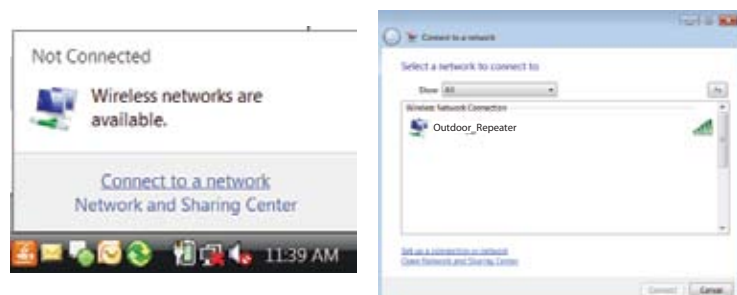 Not Connected
Wireless networks are
available.
Connect to a network
Network and Sharing Center
11:39 AM
Connect to a network
Select a network to connect to
Show All
Wireless Network Connection
Outdoor_Repeater
Set up a connection or network
Open Network and Sharing Center
Connect Cancel